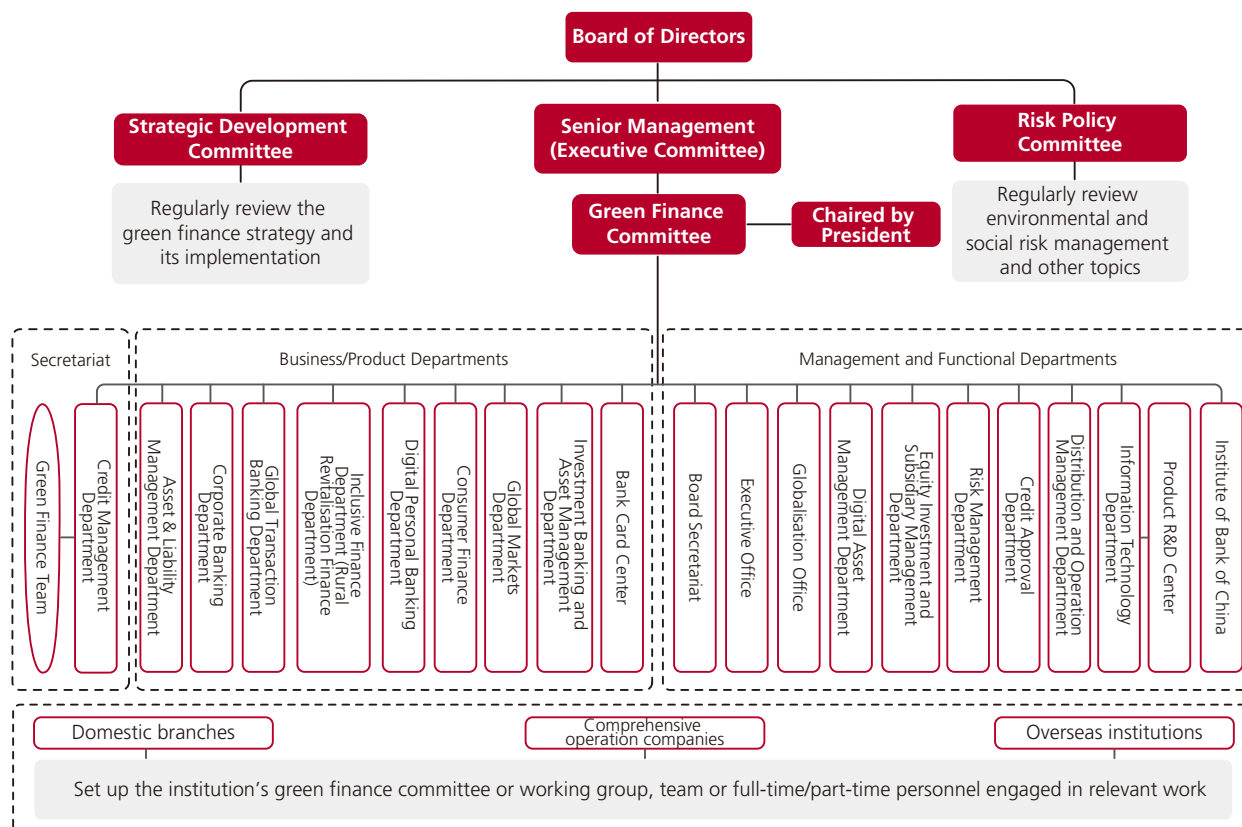 Board of Directors
Strategic Development
Committee
Senior Management
(Executive Committee)
Risk Policy
Committee
Regularly review the
green finance strategy and
its implementation
Green Finance
Committee
Chaired by
President
Regularly review
environmental and
social risk management
and other topics
Secretariat
Business/Product Departments
Management and Functional Departments
Green Finance Team
Credit Management
Department
Asset & Liability
Management Department
Corporate Banking
Department
Global Transaction
Banking Department
Inclusive Finance
Department (Rural
Revitalisation Finance
Department)
Digital Personal Banking
Department
Consumer Finance
Department
Global Markets
Department
Investment Banking and
Asset Management
Department
Bank Card Center
Board Secretariat
Executive Office
Globalisation Office
Digital Asset
Management Department
Equity Investment and
Subsidiary Management
Department
Risk Management
Department
Credit Approval
Department
Distribution and Operation
Management Department
Information Technology
Department
Product R&D Center
Institute of Bank of China
Domestic branches
Comprehensive
operation companies
Overseas institutions
Set up the institution’s green finance committee or working group, team or full-time/part-time personnel engaged in relevant work